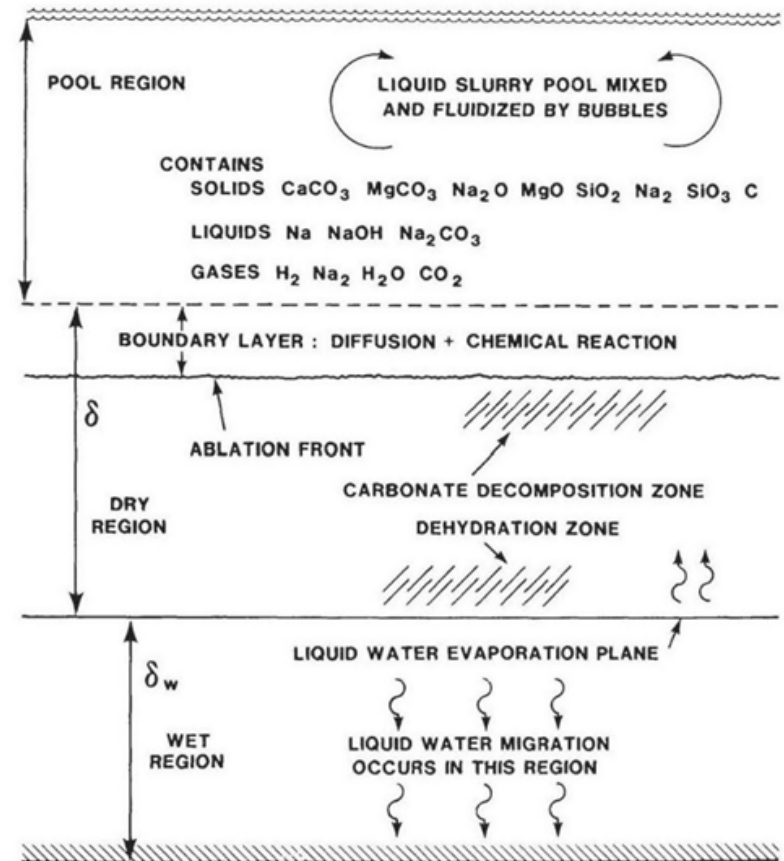 POOL REGION
LIQUID SLURRY POOL MIXED
AND FLUIDIZED BY BUBBLES
CONTAINS
SOLIDS CaCO₃ MgCO₃ Na₂O MgO SiO₂ Na₂ SiO₃ C
LIQUIDS Na NaOH Na₂CO₃
GASES H₂ Na₂ H₂O CO₂
BOUNDARY LAYER : DIFFUSION + CHEMICAL REACTION
δ
ABLATION FRONT
CARBONATE DECOMPOSITION ZONE
DRY
REGION
DEHYDRATION ZONE
LIQUID WATER EVAPORATION PLANE
δw
WET
REGION
LIQUID WATER MIGRATION
OCCURS IN THIS REGION